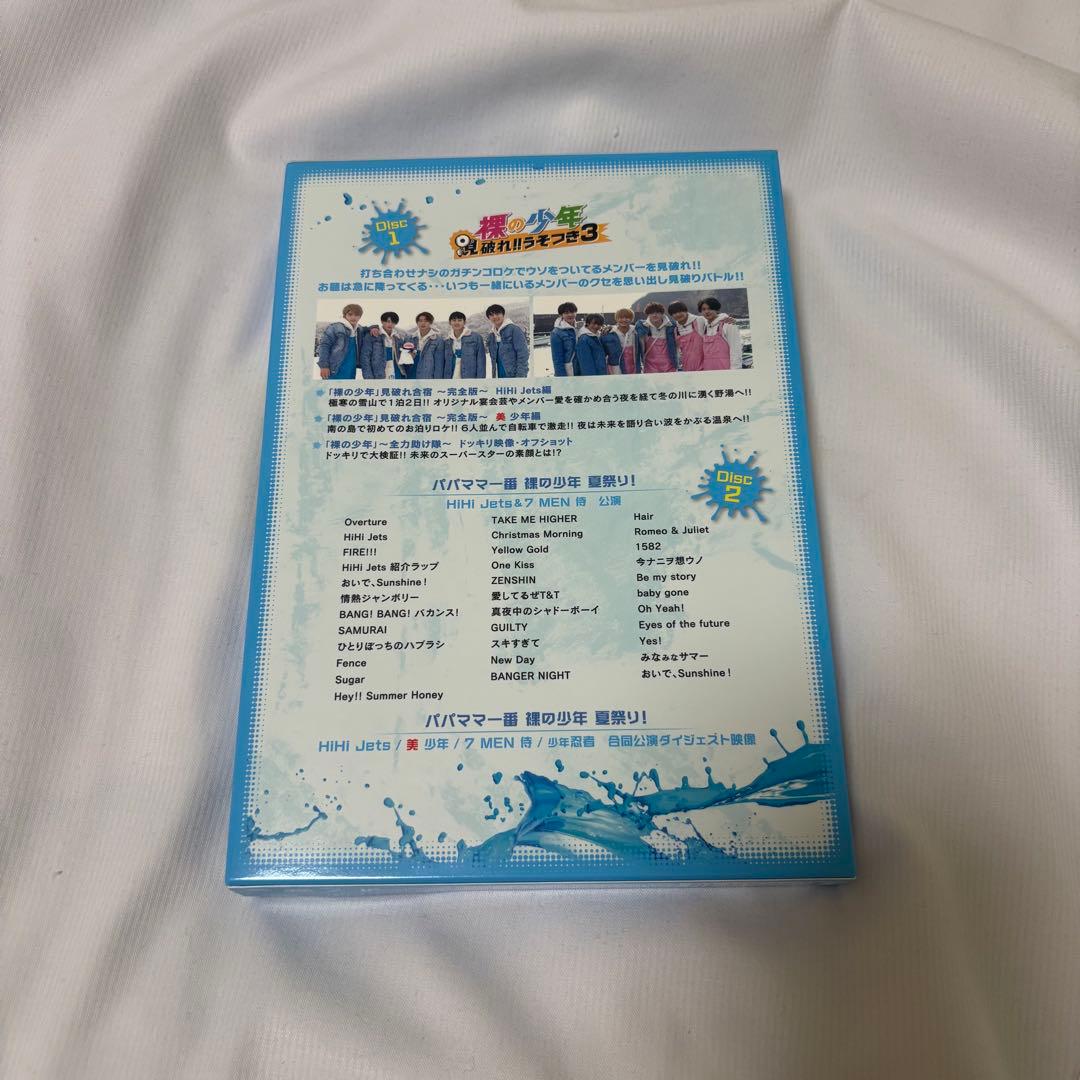 Disc
1
裸の少年
見破れ!!うそつき3
打ち合わせナシのガチンコロケでウソをついてるメンバーを見破れ!!
お題は急に降ってくる・・・いつも一緒にいるメンバーのクセを思い出し見破りバトル!!
「裸の少年」見破れ合宿 ～完全版～ HiHi Jets編
極寒の雪山で1泊2日!! オリジナル宴会芸やメンバー愛を確かめ合う夜を経て冬の川に湧く野湯へ!!
「裸の少年」見破れ合宿 ～完全版～ 美 少年編
南の島で初めてのお泊りロケ!! 6人並んで自転車で激走!! 夜は未来を語り合い波をかぶる温泉へ!!
「裸の少年」～全力助け隊～ ドッキリ映像・オフショット
ドッキリで大検証!! 未来のスーパースターの素顔とは!?
Disc
2
パパママ一番 裸の少年 夏祭り!
HiHi Jets&7 MEN 侍 公演
Overture
HiHi Jets
FIRE!!!
HiHi Jets 紹介ラップ
おいで、Sunshine!
情熱ジャンボリー
BANG! BANG! バカンス!
SAMURAI
ひとりぼっちのハブラシ
Fence
Sugar
Hey!! Summer Honey
TAKE ME HIGHER
Christmas Morning
Yellow Gold
One Kiss
ZENSHIN
愛してるぜT&T
真夜中のシャドーボーイ
GUILTY
スキすぎて
New Day
BANGER NIGHT
Hair
Romeo & Juliet
1582
今ナニヲ想ウノ
Be my story
baby gone
Oh Yeah!
Eyes of the future
Yes!
みなみなサマー
おいで、Sunshine!
パパママ一番 裸の少年 夏祭り!
HiHi Jets / 美 少年 / 7 MEN 侍 / 少年忍者 合同公演ダイジェスト映像